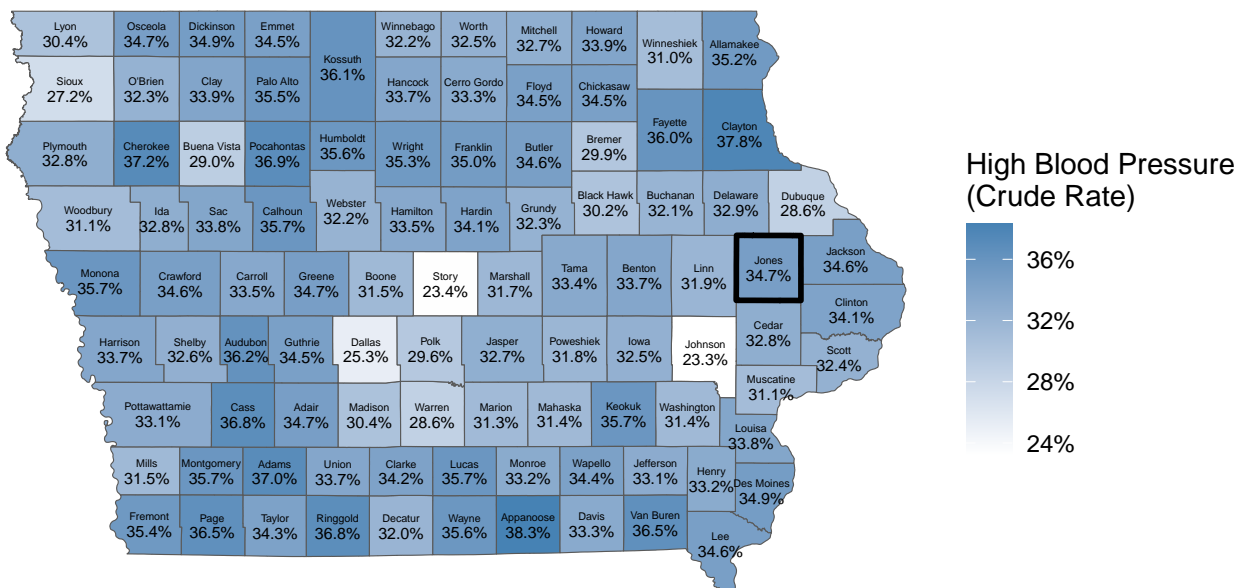 Lyon
30.4%
Osceola
34.7%
Dickinson
34.9%
Emmet
34.5%
Kossuth
36.1%
Winnebago
32.2%
Worth
32.5%
Mitchell
32.7%
Howard
33.9%
Winneshiek
31.0%
Allamakee
35.2%
Sioux
27.2%
O'Brien
32.3%
Clay
33.9%
Palo Alto
35.5%
Hancock
33.7%
Cerro Gordo
33.3%
Floyd
34.5%
Chickasaw
34.5%
Fayette
36.0%
Clayton
37.8%
Plymouth
32.8%
Cherokee
37.2%
Buena Vista
29.0%
Pocahontas
36.9%
Humboldt
35.6%
Wright
35.3%
Franklin
35.0%
Butler
34.6%
Bremer
29.9%
Woodbury
31.1%
Ida
32.8%
Sac
33.8%
Calhoun
35.7%
Webster
32.2%
Hamilton
33.5%
Hardin
34.1%
Grundy
32.3%
Black Hawk
30.2%
Buchanan
32.1%
Delaware
32.9%
Dubuque
28.6%
Monona
35.7%
Crawford
34.6%
Carroll
33.5%
Greene
34.7%
Boone
31.5%
Story
23.4%
Marshall
31.7%
Tama
33.4%
Benton
33.7%
Linn
31.9%
Jones
34.7%
Jackson
34.6%
Clinton
34.1%
Harrison
33.7%
Shelby
32.6%
Audubon
36.2%
Guthrie
34.5%
Dallas
25.3%
Polk
29.6%
Jasper
32.7%
Poweshiek
31.8%
Iowa
32.5%
Johnson
23.3%
Cedar
32.8%
Scott
32.4%
Muscatine
31.1%
Pottawattamie
33.1%
Cass
36.8%
Adair
34.7%
Madison
30.4%
Warren
28.6%
Marion
31.3%
Mahaska
31.4%
Keokuk
35.7%
Washington
31.4%
Louisa
33.8%
Mills
31.5%
Montgomery
35.7%
Adams
37.0%
Union
33.7%
Clarke
34.2%
Lucas
35.7%
Monroe
33.2%
Wapello
34.4%
Jefferson
33.1%
Henry
33.2%
Des Moines
34.9%
Fremont
35.4%
Page
36.5%
Taylor
34.3%
Ringgold
36.8%
Decatur
32.0%
Wayne
35.6%
Appanoose
38.3%
Davis
33.3%
Van Buren
36.5%
Lee
34.6%
High Blood Pressure
(Crude Rate)
36%
32%
28%
24%